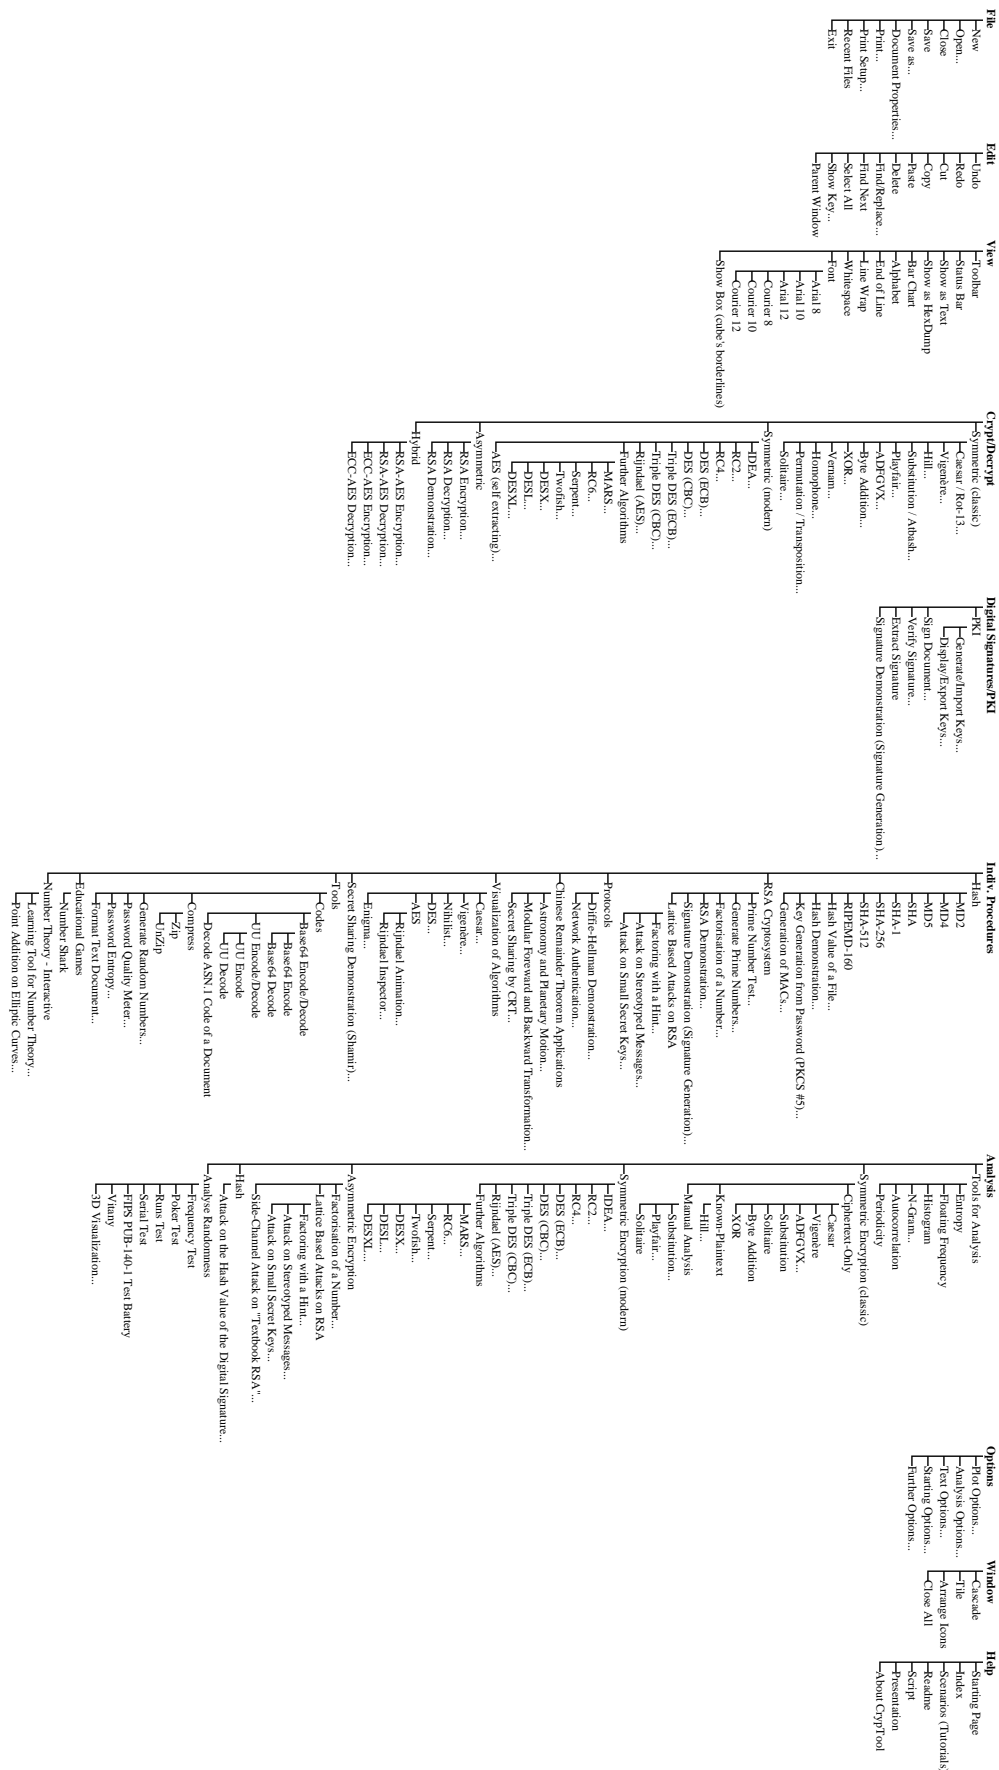 File
New
Open...
Close
Save
Save as...
Document Properties...
Print...
Print Setup...
Recent Files
Exit
Edit
Undo
Redo
Cut
Copy
Paste
Delete
Find/Replace...
Find Next
Select All
Show Key...
Parent Window
View
Toolbar
Status Bar
Show as Text
Show as HexDump
Bar Chart
Alphabet
End of Line
Line Wrap
Whitespace
Font
Arial 8
Arial 10
Arial 12
Courier 8
Courier 10
Courier 12
Show Box (cube's borderlines)
Crypt/Decrypt
Symmetric (classic)
Caesar / Rot-13...
Vigenère...
Hill...
Substitution / Atbash...
Playfair...
ADFGVX...
Byte Addition...
XOR...
Vernam...
Homophone...
Permutation / Transposition...
Solitaire...
Symmetric (modern)
IDEA...
RC2...
RC4...
DES (ECB)...
DES (CBC)...
Triple DES (ECB)...
Triple DES (CBC)...
Rijndael (AES)...
Further Algorithms
MARS...
RC6...
Serpent...
Twofish...
DESX...
DESL...
DESXL...
AES (self extracting)...
Asymmetric
RSA Encryption...
RSA Decryption...
RSA Demonstration...
Hybrid
RSA-AES Encryption...
RSA-AES Decryption...
ECC-AES Encryption...
ECC-AES Decryption...
Digital Signatures/PKI
PKI
Generate/Import Keys...
Display/Export Keys...
Sign Document...
Verify Signature...
Extract Signature
Signature Demonstration (Signature Generation)...
Indiv. Procedures
Hash
MD2
MD4
MD5
SHA
SHA-1
SHA-256
SHA-512
RIPEMD-160
Hash Value of a File...
Hash Demonstration...
Key Generation from Password (PKCS #5)...
Generation of MACs...
RSA Cryptosystem
Prime Number Test...
Generate Prime Numbers...
Factorisation of a Number...
RSA Demonstration...
Signature Demonstration (Signature Generation)...
Lattice Based Attacks on RSA
Factoring with a Hint...
Attack on Stereotyped Messages...
Attack on Small Secret Keys...
Protocols
Diffie-Hellman Demonstration...
Network Authentication...
Chinese Remainder Theorem Applications
Astronomy and Planetary Motion...
Modular Foreward and Backward Transformation...
Secret Sharing by CRT...
Visualization of Algorithms
Caesar...
Vigenère...
Nihilist...
DES...
AES
Rijndael Animation...
Rijndael Inspector...
Enigma...
Secret Sharing Demonstration (Shamir)...
Tools
Codes
Base64 Encode/Decode
Base64 Encode
Base64 Decode
UU Encode/Decode
UU Encode
UU Decode
Decode ASN.1 Code of a Document
Compress
Zip
UnZip
Generate Random Numbers...
Password Quality Meter...
Password Entropy...
Format Text Document...
Educational Games
Number Shark
Number Theory - Interactive
Learning Tool for Number Theory...
Point Addition on Elliptic Curves...
Analysis
Tools for Analysis
Entropy
Floating Frequency
Histogram
N-Gram...
Autocorrelation
Periodicity
Symmetric Encryption (classic)
Ciphertext-Only
Caesar
Vigenère
ADFGVX...
Substitution
Solitaire
Byte Addition
XOR
Known-Plaintext
Hill...
Manual Analysis
Substitution...
Playfair...
Solitaire
Symmetric Encryption (modern)
IDEA...
RC2...
RC4...
DES (ECB)...
DES (CBC)...
Triple DES (ECB)...
Triple DES (CBC)...
Rijndael (AES)...
Further Algorithms
MARS...
RC6...
Serpent...
Twofish...
DESX...
DESL...
DESXL...
Asymmetric Encryption
Factorisation of a Number...
Lattice Based Attacks on RSA
Factoring with a Hint...
Attack on Stereotyped Messages...
Attack on Small Secret Keys...
Side-Channel Attack on "Textbook RSA"...
Hash
Attack on the Hash Value of the Digital Signature...
Analyse Randomness
Frequency Test
Poker Test
Runs Test
Serial Test
FIPS PUB-140-1 Test Battery
Vitany
3D Visualization...
Options
Plot Options...
Analysis Options...
Text Options...
Starting Options...
Further Options...
Window
Cascade
Tile
Arrange Icons
Close All
Help
Starting Page
Index
Scenarios (Tutorials)
Readme
Script
Presentation
About CrypTool